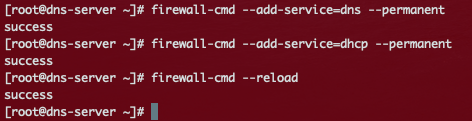 [root@dns-server ~]# firewall-cmd --add-service=dns --permanent
success
[root@dns-server ~]# firewall-cmd --add-service=dhcp --permanent
success
[root@dns-server ~]# firewall-cmd --reload
success
[root@dns-server ~]#